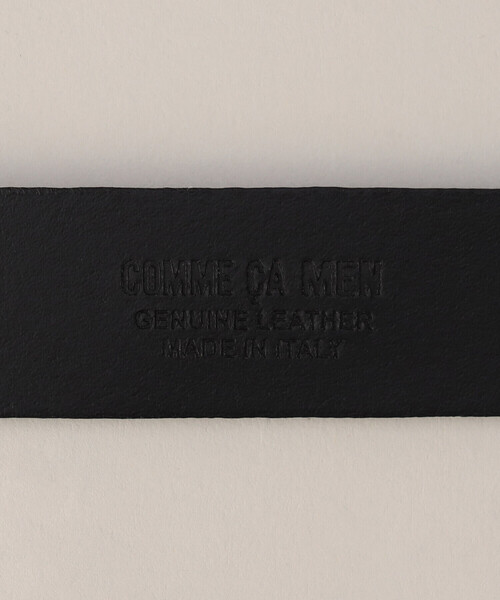 COMME ÇA MEN
GENUINE LEATHER
MADE IN ITALY